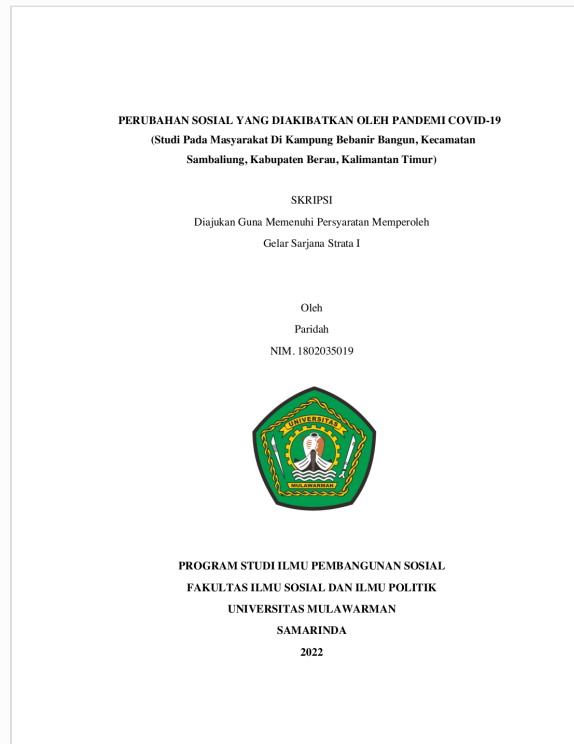 PERUBAHAN SOSIAL YANG DIAKIBATKAN OLEH PANDEMI COVID-19
(Studi Pada Masyarakat Di Kampung Bebanir Bangun, Kecamatan
Sambaliung, Kabupaten Berau, Kalimantan Timur)
SKRIPSI
Diajukan Guna Memenuhi Persyaratan Memperoleh
Gelar Sarjana Strata I
Oleh
Paridah
NIM. 1802035019
UNIVERSITAS
MULAWARMAN
PROGRAM STUDI ILMU PEMBANGUNAN SOSIAL
FAKULTAS ILMU SOSIAL DAN ILMU POLITIK
UNIVERSITAS MULAWARMAN
SAMARINDA
2022